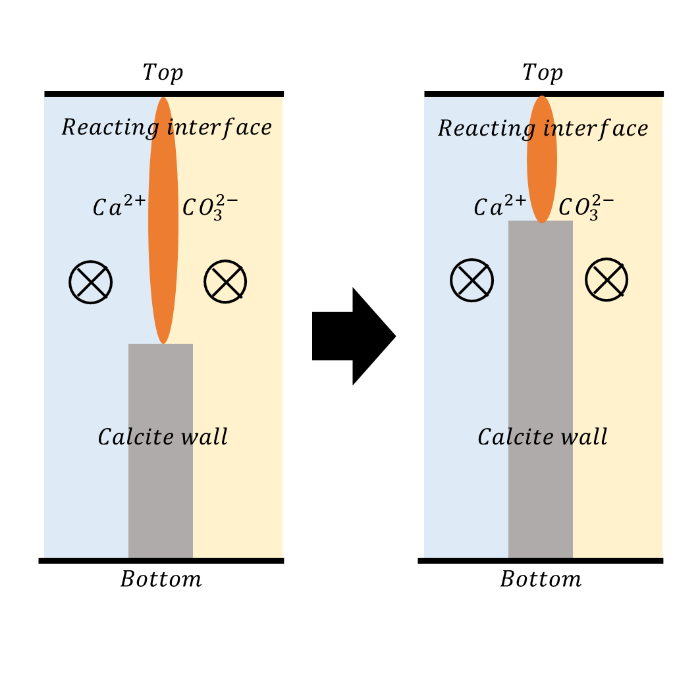 Top
Reacting interface
Ca²⁺ CO₃²⁻
Calcite wall
Bottom
Top
Reacting interface
Ca²⁺ CO₃²⁻
Calcite wall
Bottom